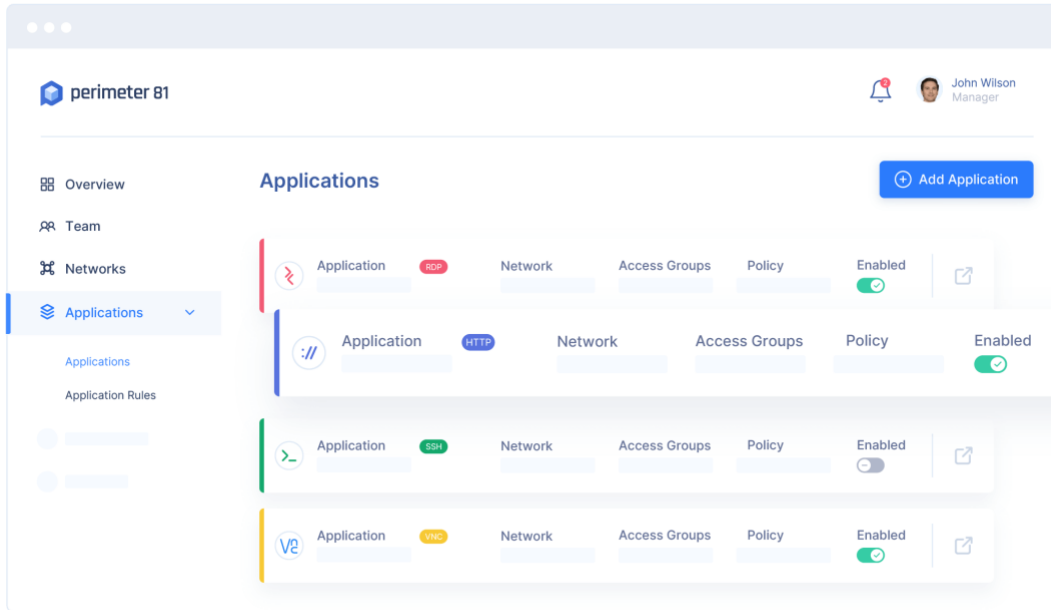 perimeter 81
2
John Wilson
Manager
Overview
Team
Networks
Applications
Applications
Application Rules
Applications
Add Application
Application RDP Network Access Groups Policy Enabled
:// Application HTTP Network Access Groups Policy Enabled
>_ Application SSH Network Access Groups Policy Enabled
V2 Application VNC Network Access Groups Policy Enabled